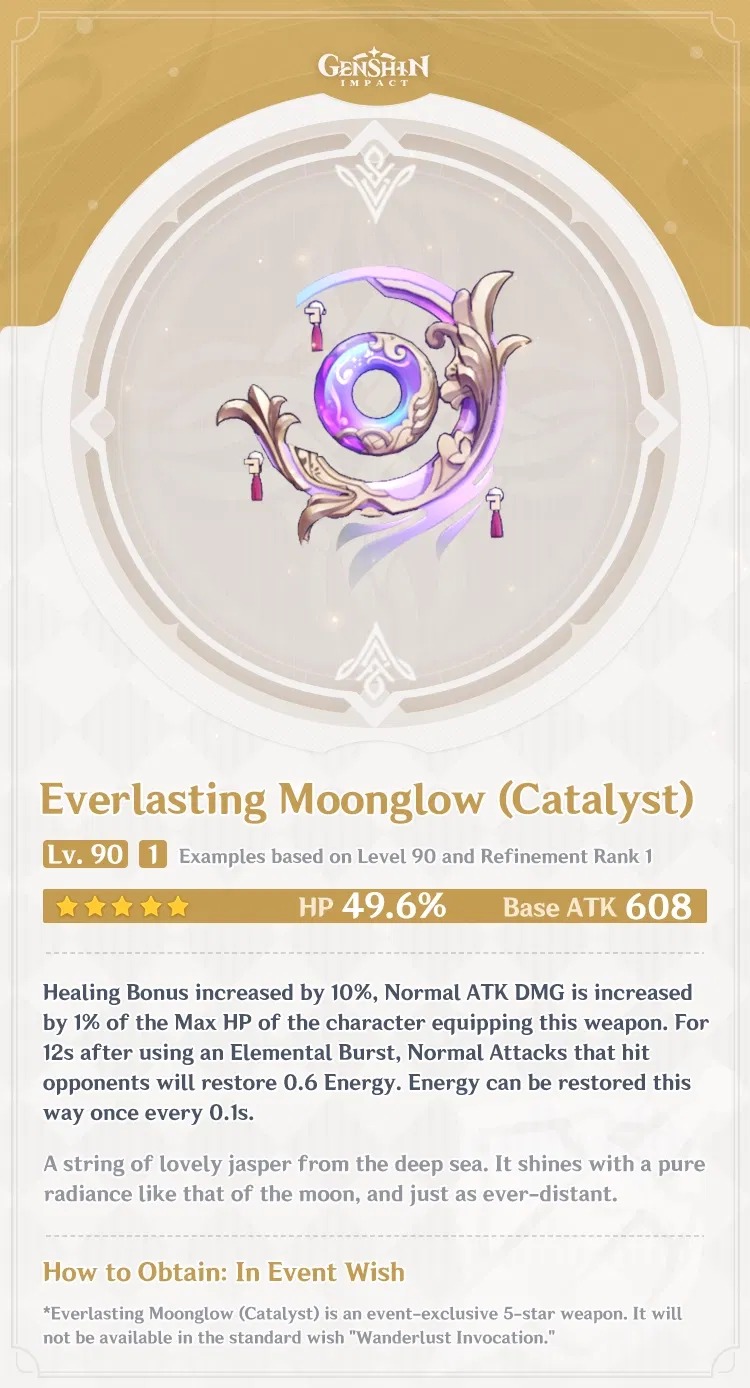 GENSHIN
IMPACT
Everlasting Moonglow (Catalyst)
Lv. 90 1 Examples based on Level 90 and Refinement Rank 1
HP 49.6% Base ATK 608
Healing Bonus increased by 10%, Normal ATK DMG is increased
by 1% of the Max HP of the character equipping this weapon. For
12s after using an Elemental Burst, Normal Attacks that hit
opponents will restore 0.6 Energy. Energy can be restored this
way once every 0.1s.
A string of lovely jasper from the deep sea. It shines with a pure
radiance like that of the moon, and just as ever-distant.
How to Obtain: In Event Wish
*Everlasting Moonglow (Catalyst) is an event-exclusive 5-star weapon. It will
not be available in the standard wish "Wanderlust Invocation."